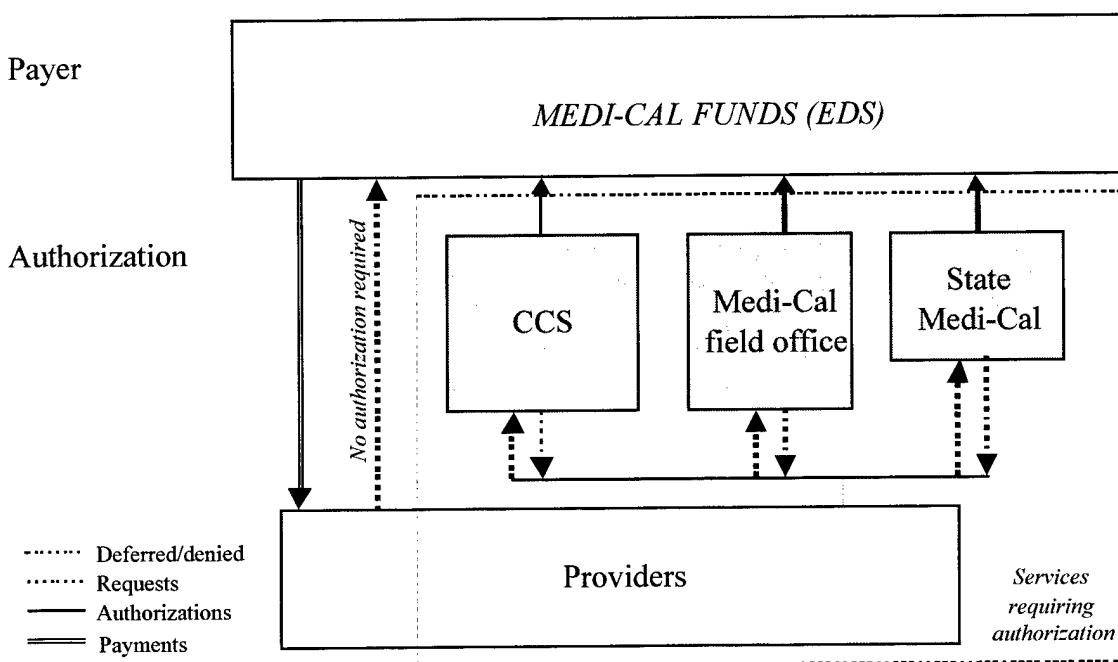 Payer
MEDI-CAL FUNDS (EDS)
Authorization
No authorization required
CCS
Medi-Cal
field office
State
Medi-Cal
Deferred/denied
Requests
Authorizations
Payments
Providers
Services
requiring
authorization